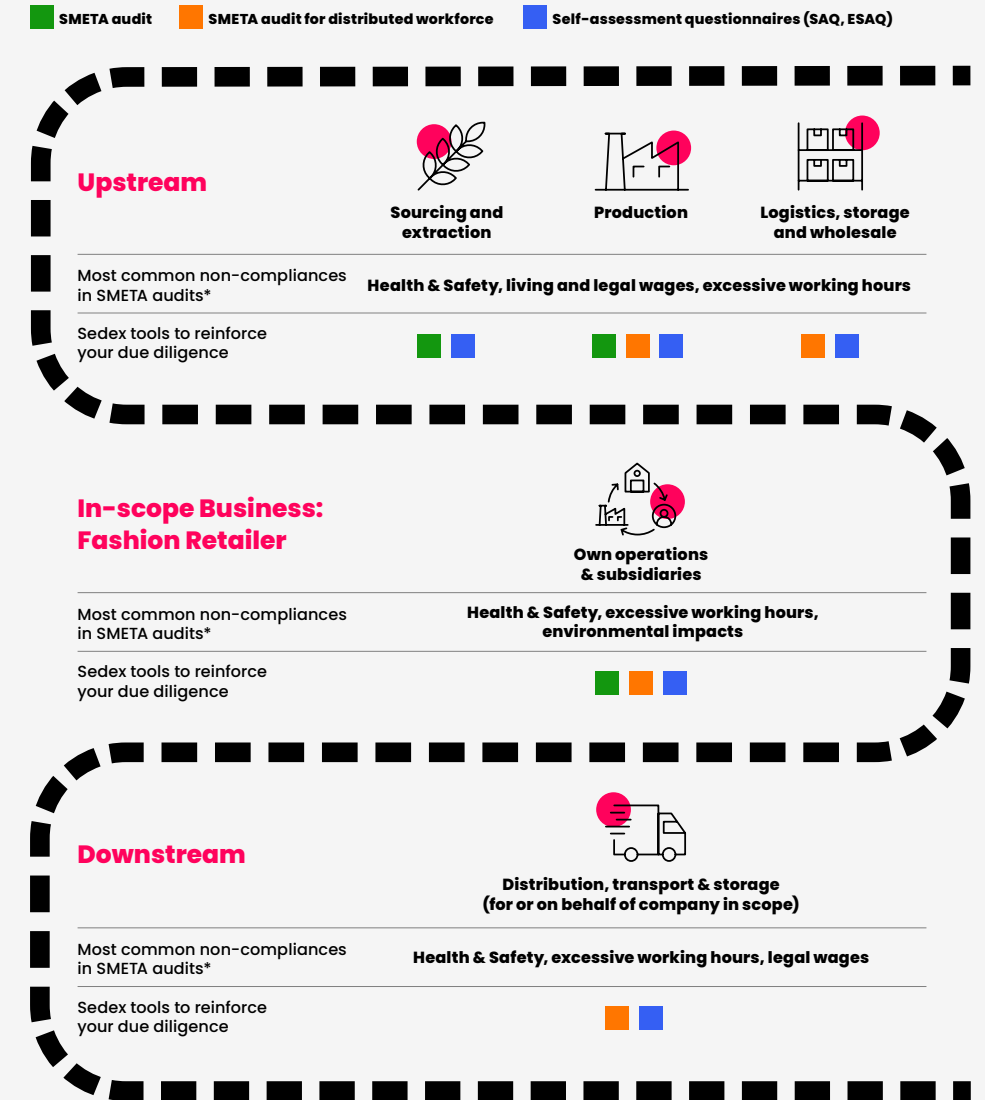 SMETA audit
SMETA audit for distributed workforce
Self-assessment questionnaires (SAQ, ESAQ)
Upstream
Sourcing and
extraction
Production
Logistics, storage
and wholesale
Most common non-compliances
in SMETA audits*
Health & Safety, living and legal wages, excessive working hours
Sedex tools to reinforce
your due diligence
In-scope Business:
Fashion Retailer
Own operations
& subsidiaries
Most common non-compliances
in SMETA audits*
Health & Safety, excessive working hours,
environmental impacts
Sedex tools to reinforce
your due diligence
Downstream
Distribution, transport & storage
(for or on behalf of company in scope)
Most common non-compliances
in SMETA audits*
Health & Safety, excessive working hours, legal wages
Sedex tools to reinforce
your due diligence